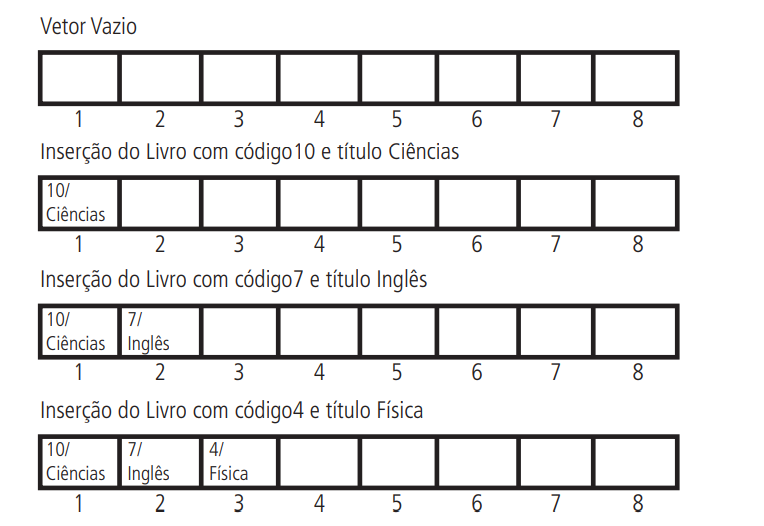 Vetor Vazio
1 2 3 4 5 6 7 8
Inserção do Livro com código10 e título Ciências
10/
Ciências
1 2 3 4 5 6 7 8
Inserção do Livro com código7 e título Inglês
10/ 7/
Ciências Inglês
1 2 3 4 5 6 7 8
Inserção do Livro com código4 e título Física
10/ 7/ 4/
Ciências Inglês Física
1 2 3 4 5 6 7 8